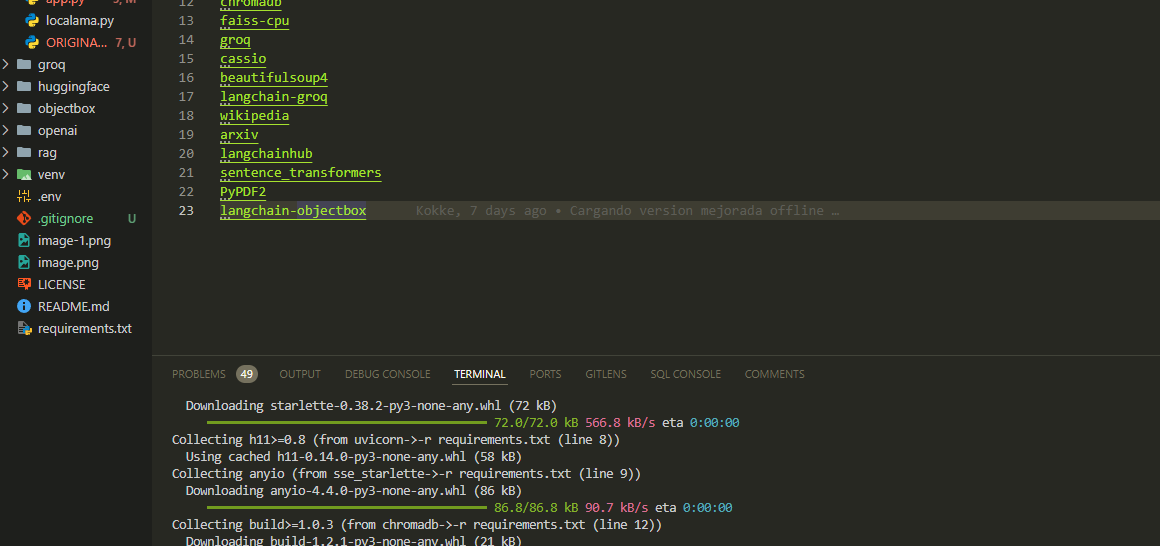 app.py 5, M
localama.py
ORIGINA... 7, U
groq
huggingface
objectbox
openai
rag
venv
.env
.gitignore U
image-1.png
image.png
LICENSE
README.md
requirements.txt
12 chromadb
13 faiss-cpu
14 groq
15 cassio
16 beautifulsoup4
17 langchain-groq
18 wikipedia
19 arxiv
20 langchainhub
21 sentence_transformers
22 PyPDF2
23 langchain-objectbox Kokke, 7 days ago • Cargando version mejorada offline …
PROBLEMS 49 OUTPUT DEBUG CONSOLE TERMINAL PORTS GITLENS SQL CONSOLE COMMENTS
Downloading starlette-0.38.2-py3-none-any.whl (72 kB)
72.0/72.0 kB 566.8 kB/s eta 0:00:00
Collecting h11>=0.8 (from uvicorn->-r requirements.txt (line 8))
Using cached h11-0.14.0-py3-none-any.whl (58 kB)
Collecting anyio (from sse_starlette->-r requirements.txt (line 9))
Downloading anyio-4.4.0-py3-none-any.whl (86 kB)
86.8/86.8 kB 90.7 kB/s eta 0:00:00
Collecting build>=1.0.3 (from chromadb->-r requirements.txt (line 12))
Downloading build-1.2.1-py3-none-any.whl (21 kB)